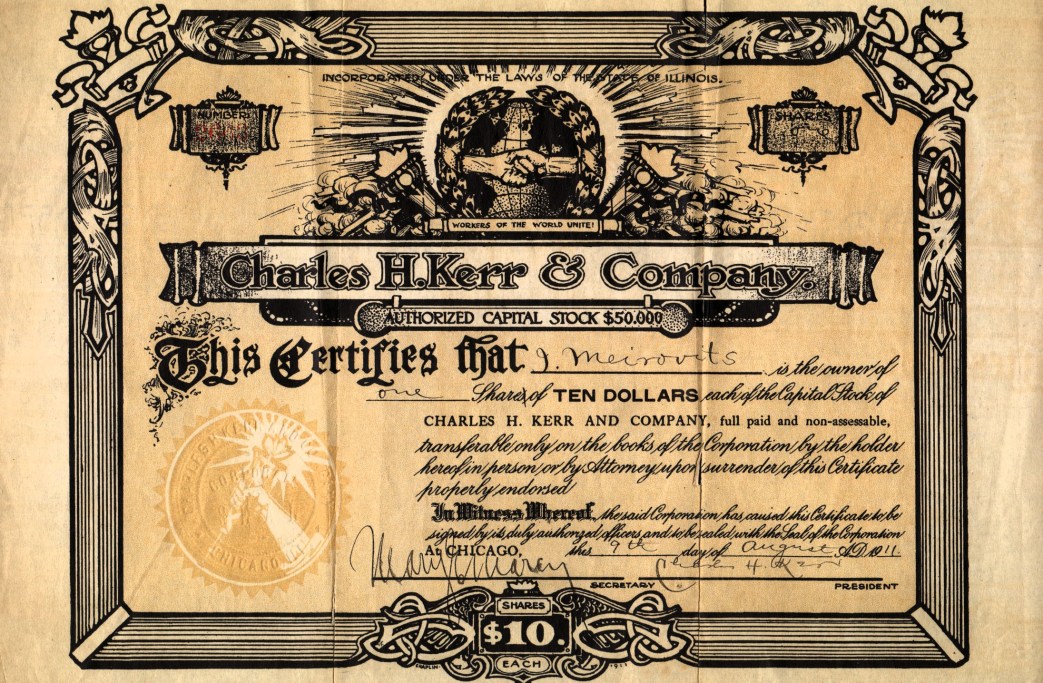 INCORPORATED UNDER THE LAWS OF THE STATE OF ILLINOIS.
NUMBER
SHARES
WORKERS OF THE WORLD UNITE!
Charles H. Kerr & Company.
AUTHORIZED CAPITAL STOCK $50.000
This Certifies that J. Meirovits is the owner of
one Shares of TEN DOLLARS each of the Capital Stock of
CHARLES H. KERR AND COMPANY, full paid and non-assessable,
transferable only on the books of the Corporation by the holder
hereof in person or by Attorney upon surrender of this Certificate
properly endorsed
In Witness Whereof, the said Corporation has caused this Certificate to be
signed by its duly authorized officers and to be sealed with the Seal of the Corporation
At CHICAGO, this 9th day of August A.D. 1911.
Charles H. Kerr
SECRETARY
PRESIDENT
CHICAGO
SHARES
$10.
EACH
CHAPLIN
1911